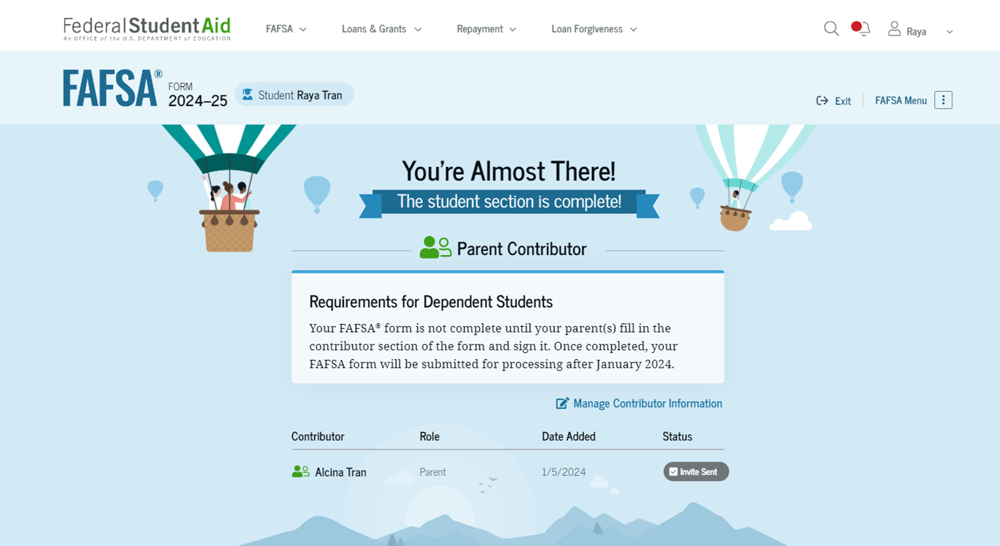 Federal Student Aid
An OFFICE of the U.S. DEPARTMENT of EDUCATION
FAFSA
Loans & Grants
Repayment
Loan Forgiveness
Raya
FAFSA®
FORM
2024–25
Student Raya Tran
Exit
FAFSA Menu
You’re Almost There!
The student section is complete!
Parent Contributor
Requirements for Dependent Students
Your FAFSA® form is not complete until your parent(s) fill in the
contributor section of the form and sign it. Once completed, your
FAFSA form will be submitted for processing after January 2024.
Manage Contributor Information
Contributor Role Date Added Status
Alcina Tran Parent 1/5/2024 Invite Sent